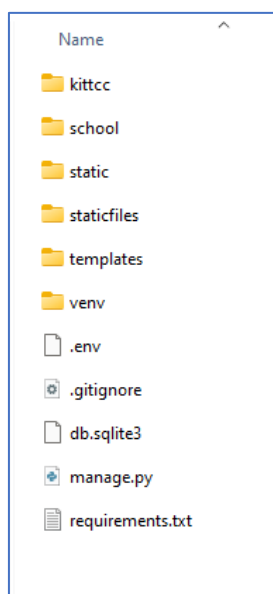 Name
kittcc
school
static
staticfiles
templates
venv
.env
.gitignore
db.sqlite3
manage.py
requirements.txt